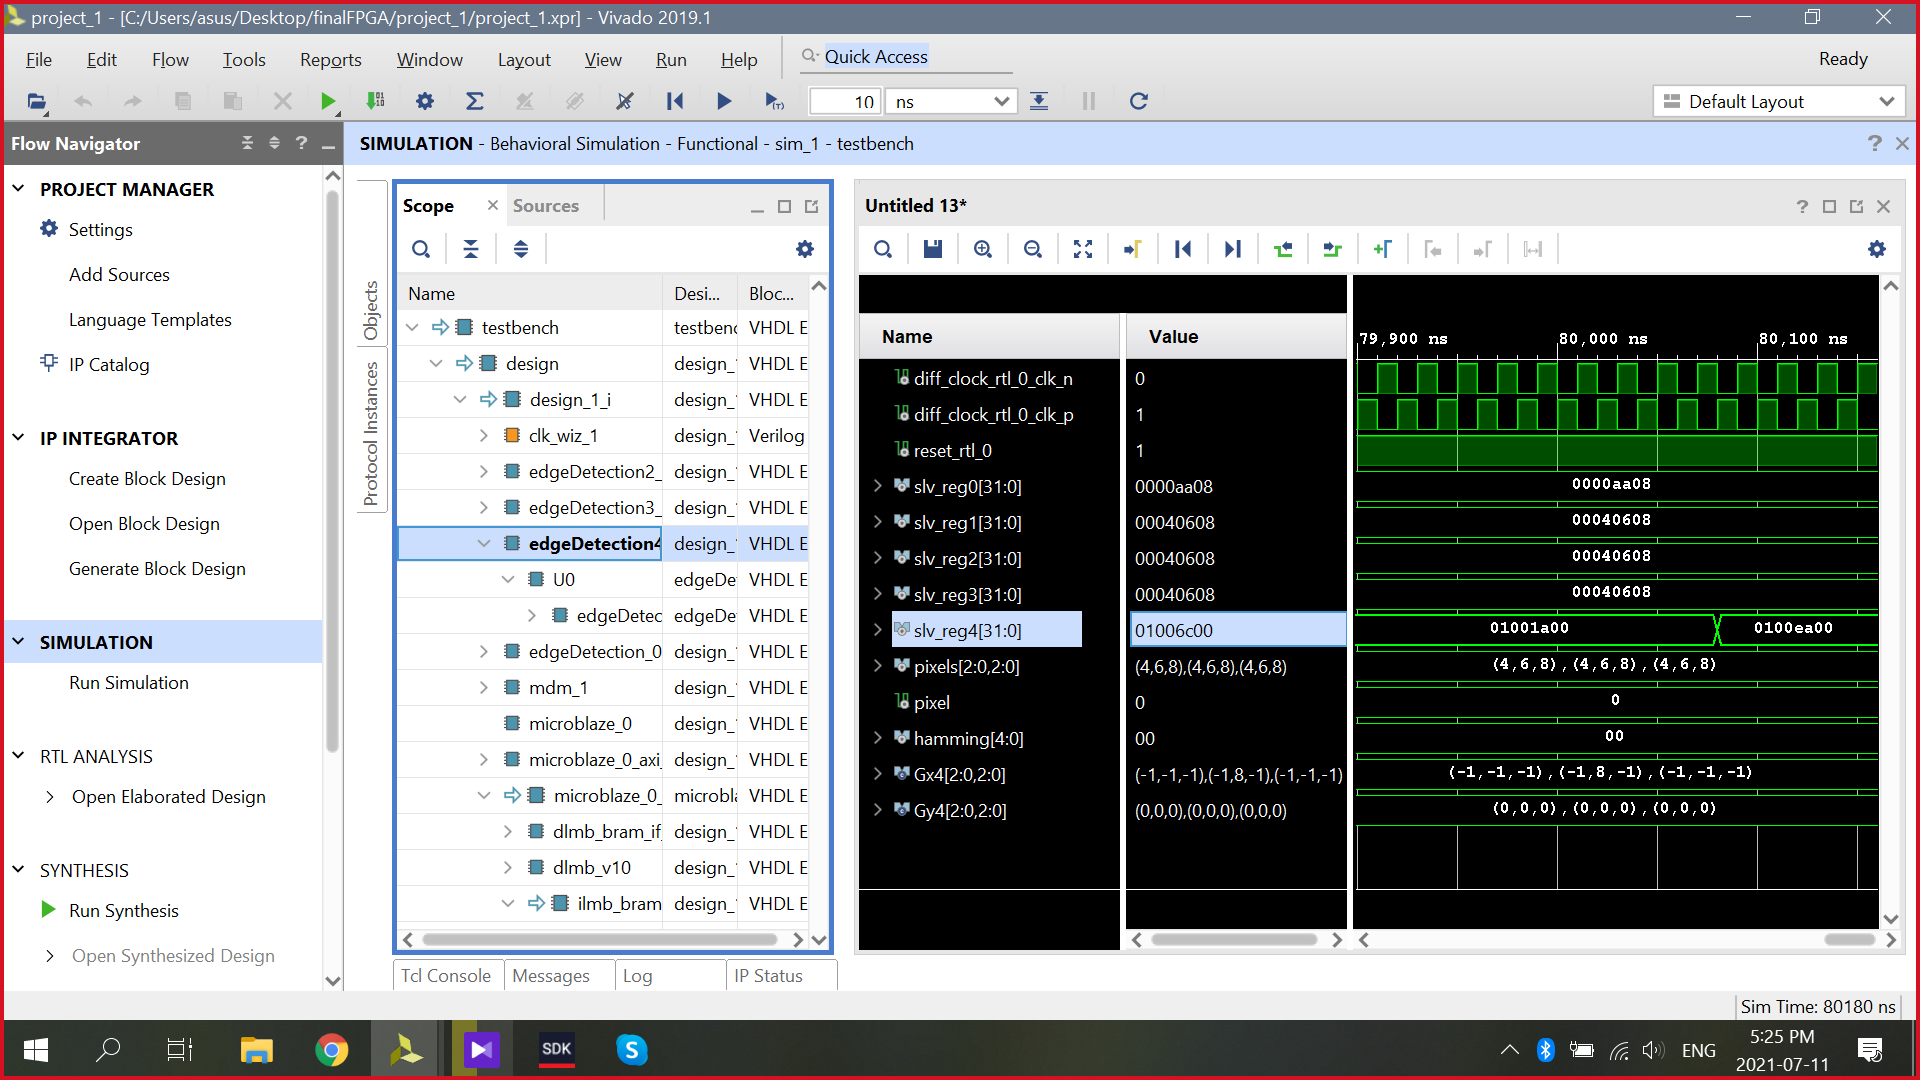 project_1 - [C:/Users/asus/Desktop/finalFPGA/project_1/project_1.xpr] - Vivado 2019.1
File Edit Flow Tools Reports Window Layout View Run Help Quick Access Ready
10 ns Default Layout
Flow Navigator
SIMULATION - Behavioral Simulation - Functional - sim_1 - testbench
PROJECT MANAGER
Settings
Add Sources
Language Templates
IP Catalog
IP INTEGRATOR
Create Block Design
Open Block Design
Generate Block Design
SIMULATION
Run Simulation
RTL ANALYSIS
Open Elaborated Design
SYNTHESIS
Run Synthesis
Open Synthesized Design
Objects
Protocol Instances
Scope Sources
Name Desi... Bloc...
testbench testbenc VHDL E
design design_1 VHDL E
design_1_i design_ VHDL E
clk_wiz_1 design_ Verilog
edgeDetection2_ design_ VHDL E
edgeDetection3_ design_ VHDL E
edgeDetection4 design_ VHDL E
U0 edgeDe VHDL E
edgeDetec edgeDe VHDL E
edgeDetection_0 design_ VHDL E
mdm_1 design_ VHDL E
microblaze_0 design_ VHDL E
microblaze_0_axi_ design_ VHDL E
microblaze_0_ microbl VHDL E
dlmb_bram_if_ design_ VHDL E
dlmb_v10 design_ VHDL E
ilmb_bram design_ VHDL E
Tcl Console Messages Log IP Status
Untitled 13*
Name Value
79,900 ns 80,000 ns 80,100 ns
diff_clock_rtl_0_clk_n 0
diff_clock_rtl_0_clk_p 1
reset_rtl_0 1
slv_reg0[31:0] 0000aa08 0000aa08
slv_reg1[31:0] 00040608 00040608
slv_reg2[31:0] 00040608 00040608
slv_reg3[31:0] 00040608 00040608
slv_reg4[31:0] 01006c00 01001a00 0100ea00
pixels[2:0,2:0] (4,6,8),(4,6,8),(4,6,8) (4,6,8),(4,6,8),(4,6,8)
pixel 0 0
hamming[4:0] 00 00
Gx4[2:0,2:0] (-1,-1,-1),(-1,8,-1),(-1,-1,-1) (-1,-1,-1),(-1,8,-1),(-1,-1,-1)
Gy4[2:0,2:0] (0,0,0),(0,0,0),(0,0,0) (0,0,0),(0,0,0),(0,0,0)
Sim Time: 80180 ns
SDK
ENG
5:25 PM
2021-07-11